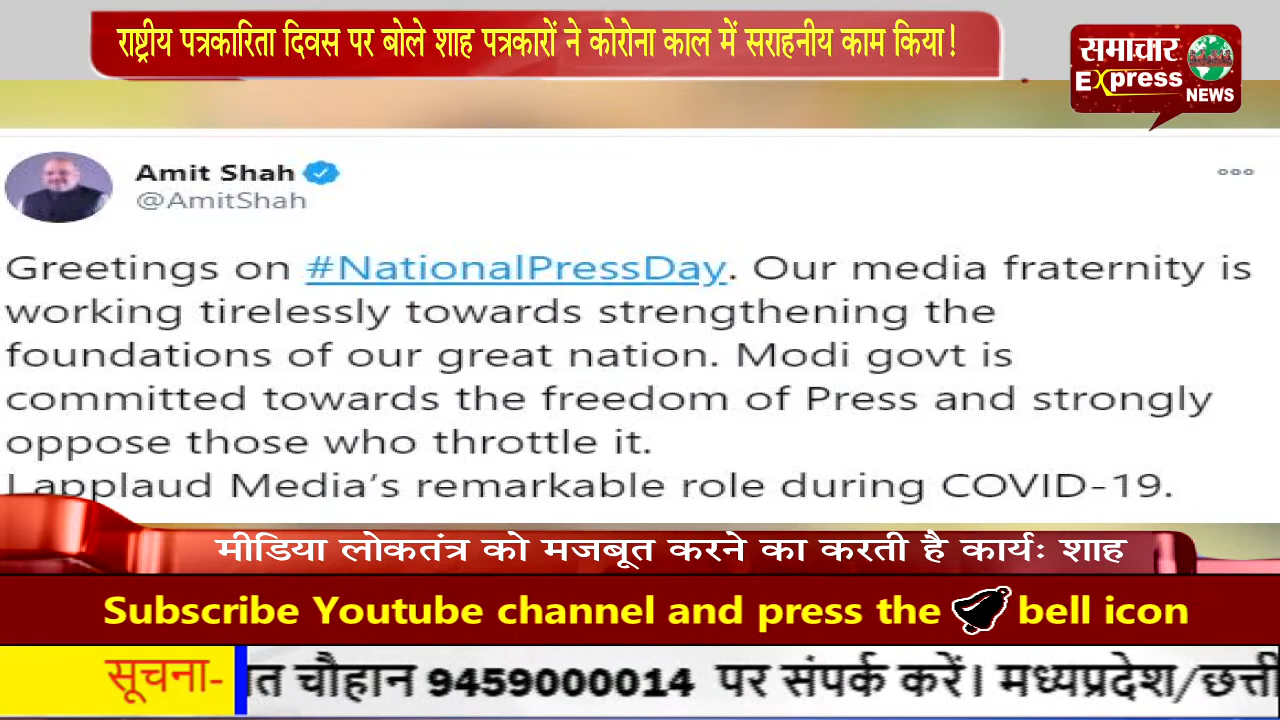 राष्ट्रीय पत्रकारिता दिवस पर बोले शाह पत्रकारों ने कोरोना काल में सराहनीय काम किया!
समाचार
Express
NEWS
Amit Shah
@AmitShah
Greetings on #NationalPressDay. Our media fraternity is
working tirelessly towards strengthening the
foundations of our great nation. Modi govt is
committed towards the freedom of Press and strongly
oppose those who throttle it.
I applaud Media's remarkable role during COVID-19.
मीडिया लोकतंत्र को मजबूत करने का करती है कार्यः शाह
Subscribe Youtube channel and press the bell icon
सूचना- त चौहान 9459000014 पर संपर्क करें। मध्यप्रदेश/छत्ती